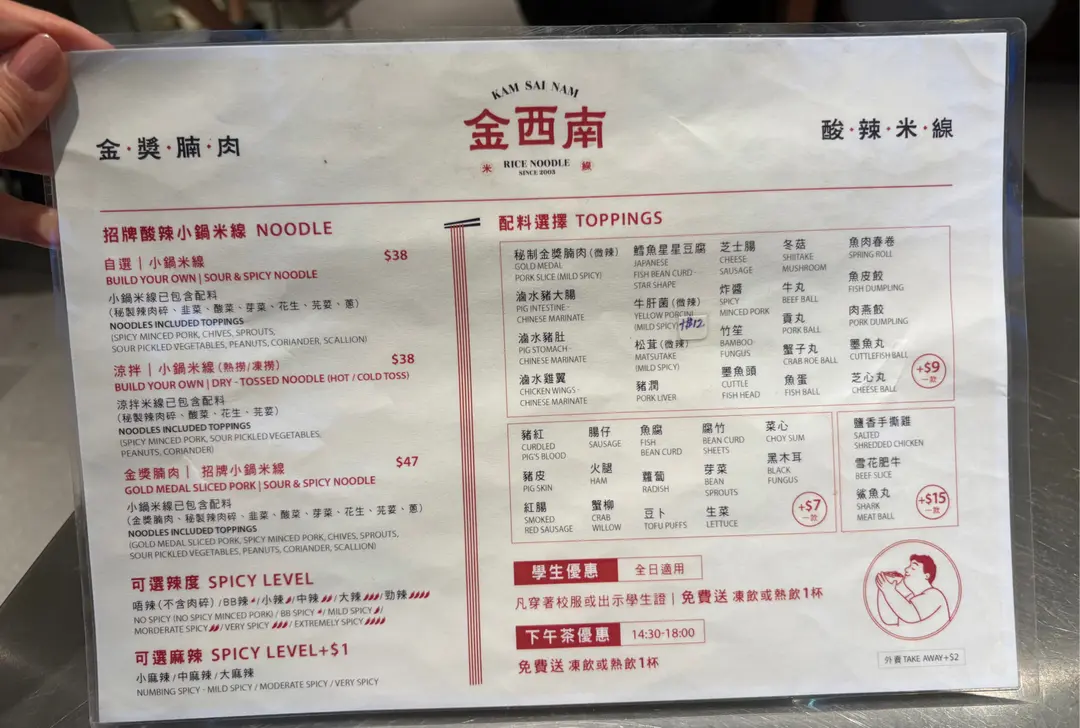 KAM SAI NAM
金西南
米線
RICE NOODLE
SINCE 2003
金·獎·腩·肉
酸·辣·米·線
招牌酸辣小鍋米線 NOODLE
自選｜小鍋米線 $38
BUILD YOUR OWN | SOUR & SPICY NOODLE
小鍋米線已包含配料
（秘製辣肉碎、韭菜、酸菜、芽菜、花生、芫荽、蔥）
NOODLES INCLUDED TOPPINGS
(SPICY MINCED PORK, CHIVES, SPROUTS,
SOUR PICKLED VEGETABLES, PEANUTS, CORIANDER, SCALLION)
涼拌｜小鍋米線（熱撈/凍撈） $38
BUILD YOUR OWN | DRY - TOSSED NOODLE (HOT / COLD TOSS)
涼拌米線已包含配料
（秘製辣肉碎、酸菜、花生、芫荽）
NOODLES INCLUDED TOPPINGS
(SPICY MINCED PORK, SOUR PICKLED VEGETABLES,
PEANUTS, CORIANDER)
金獎腩肉｜招牌小鍋米線 $47
GOLD MEDAL SLICED PORK | SOUR & SPICY NOODLE
小鍋米線已包含配料
（金獎腩肉、秘製辣肉碎、韭菜、酸菜、芽菜、花生、芫荽、蔥）
NOODLES INCLUDED TOPPINGS
(GOLD MEDAL SLICED PORK, SPICY MINCED PORK, CHIVES, SPROUTS,
SOUR PICKLED VEGETABLES, PEANUTS, CORIANDER, SCALLION)
可選辣度 SPICY LEVEL
唔辣（不含肉碎）/BB辣/小辣/中辣/大辣/勁辣
NO SPICY (NO SPICY MINCED PORK) / BB SPICY / MILD SPICY /
MORDERATE SPICY / VERY SPICY / EXTREMELY SPICY
可選麻辣 SPICY LEVEL+$1
小麻辣/中麻辣/大麻辣
NUMBING SPICY - MILD SPICY / MODERATE SPICY / VERY SPICY
配料選擇 TOPPINGS
秘制金獎腩肉（微辣）
GOLD MEDAL
PORK SLICE (MILD SPICY)
滷水豬大腸
PIG INTESTINE -
CHINESE MARINATE
滷水豬肚
PIG STOMACH -
CHINESE MARINATE
滷水雞翼
CHICKEN WINGS -
CHINESE MARINATE
鱈魚星星豆腐
JAPANESE
FISH BEAN CURD -
STAR SHAPE
牛肝菌（微辣）
YELLOW PORCINI
(MILD SPICY) +$12
松茸（微辣）
MATSUTAKE
(MILD SPICY)
豬潤
PORK LIVER
芝士腸
CHEESE
SAUSAGE
炸醬
SPICY
MINCED PORK
竹笙
BAMBOO
FUNGUS
墨魚頭
CUTTLE
FISH HEAD
冬菇
SHIITAKE
MUSHROOM
牛丸
BEEF BALL
貢丸
PORK BALL
蟹子丸
CRAB ROE BALL
魚蛋
FISH BALL
魚肉春卷
SPRING ROLL
魚皮餃
FISH DUMPLING
肉燕餃
PORK DUMPLING
墨魚丸
CUTTLEFISH BALL
芝心丸
CHEESE BALL
+$9
一款
豬紅
CURDLED
PIG'S BLOOD
豬皮
PIG SKIN
紅腸
SMOKED
RED SAUSAGE
腸仔
SAUSAGE
火腿
HAM
蟹柳
CRAB
WILLOW
魚腐
FISH
BEAN CURD
蘿蔔
RADISH
豆卜
TOFU PUFFS
腐竹
BEAN CURD
SHEETS
芽菜
BEAN
SPROUTS
生菜
LETTUCE
菜心
CHOY SUM
黑木耳
BLACK
FUNGUS
+$7
一款
鹽香手撕雞
SALTED
SHREDDED CHICKEN
雪花肥牛
BEEF SLICE
鯊魚丸
SHARK
MEAT BALL
+$15
一款
學生優惠 全日適用
凡穿著校服或出示學生證｜免費送 凍飲或熱飲1杯
下午茶優惠 14:30-18:00
免費送 凍飲或熱飲1杯
外賣 TAKE AWAY+$2